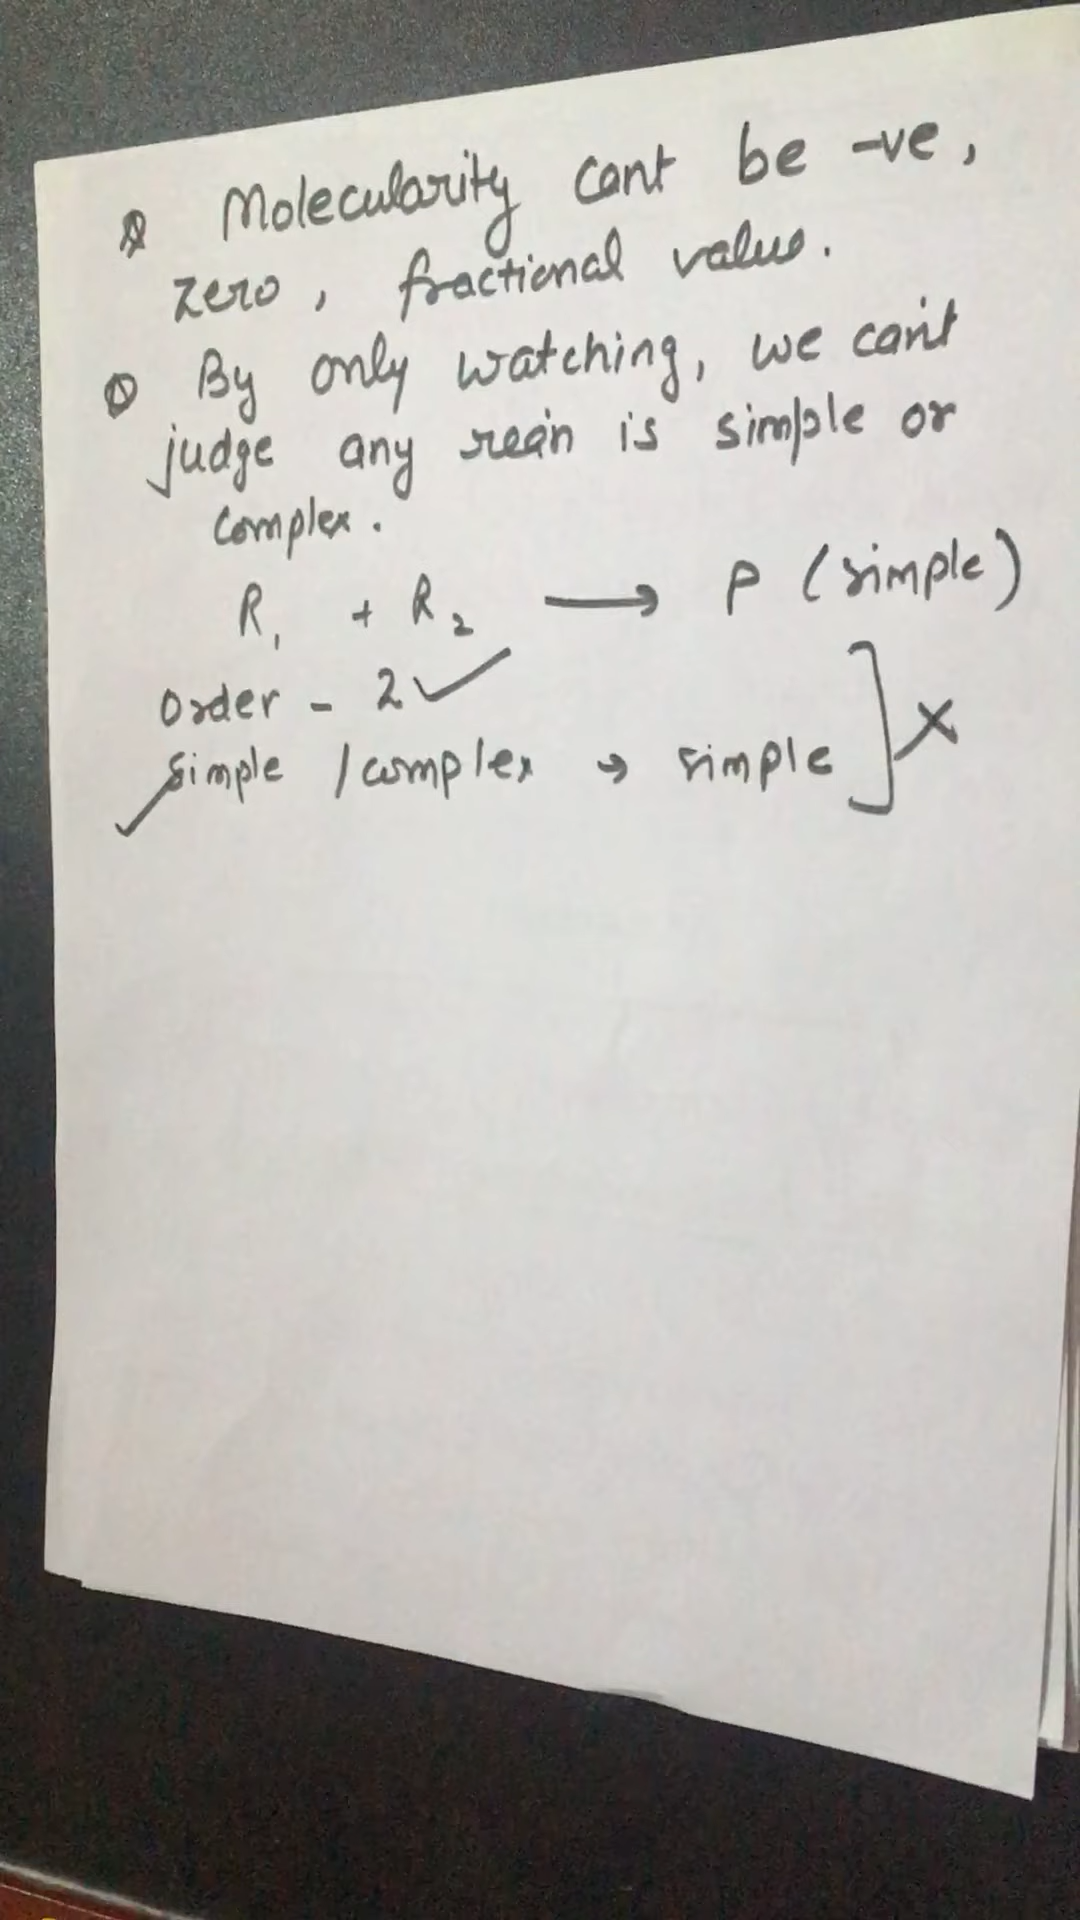 Molecularity cant be -ve,
zero, fractional value.
By only watching, we can't
judge any rean is simple or
complex.
R₁ + R₂ ⟶ P (simple)
Order - 2 ✓
simple / complex → simple ] ✗